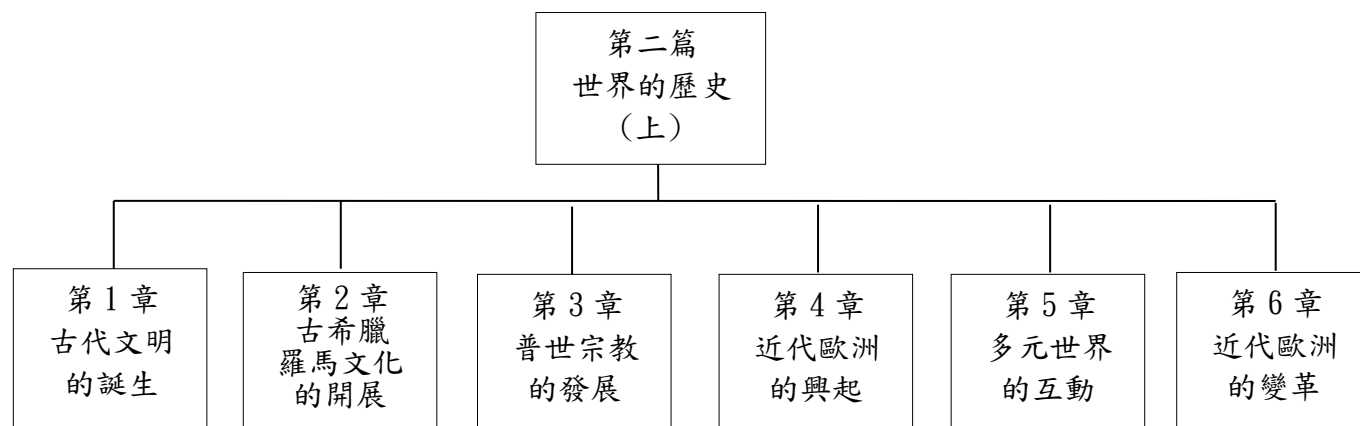 第二篇
世界的歷史
（上）
第 1 章
古代文明
的誕生
第 2 章
古希臘
羅馬文化
的開展
第 3 章
普世宗教
的發展
第 4 章
近代歐洲
的興起
第 5 章
多元世界
的互動
第 6 章
近代歐洲
的變革